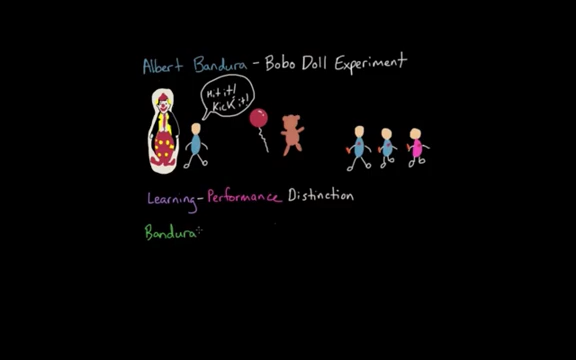 Albert Bandura - Bobo Doll Experiment
Hit it!
Kick it!
Learning - Performance Distinction
Bandura